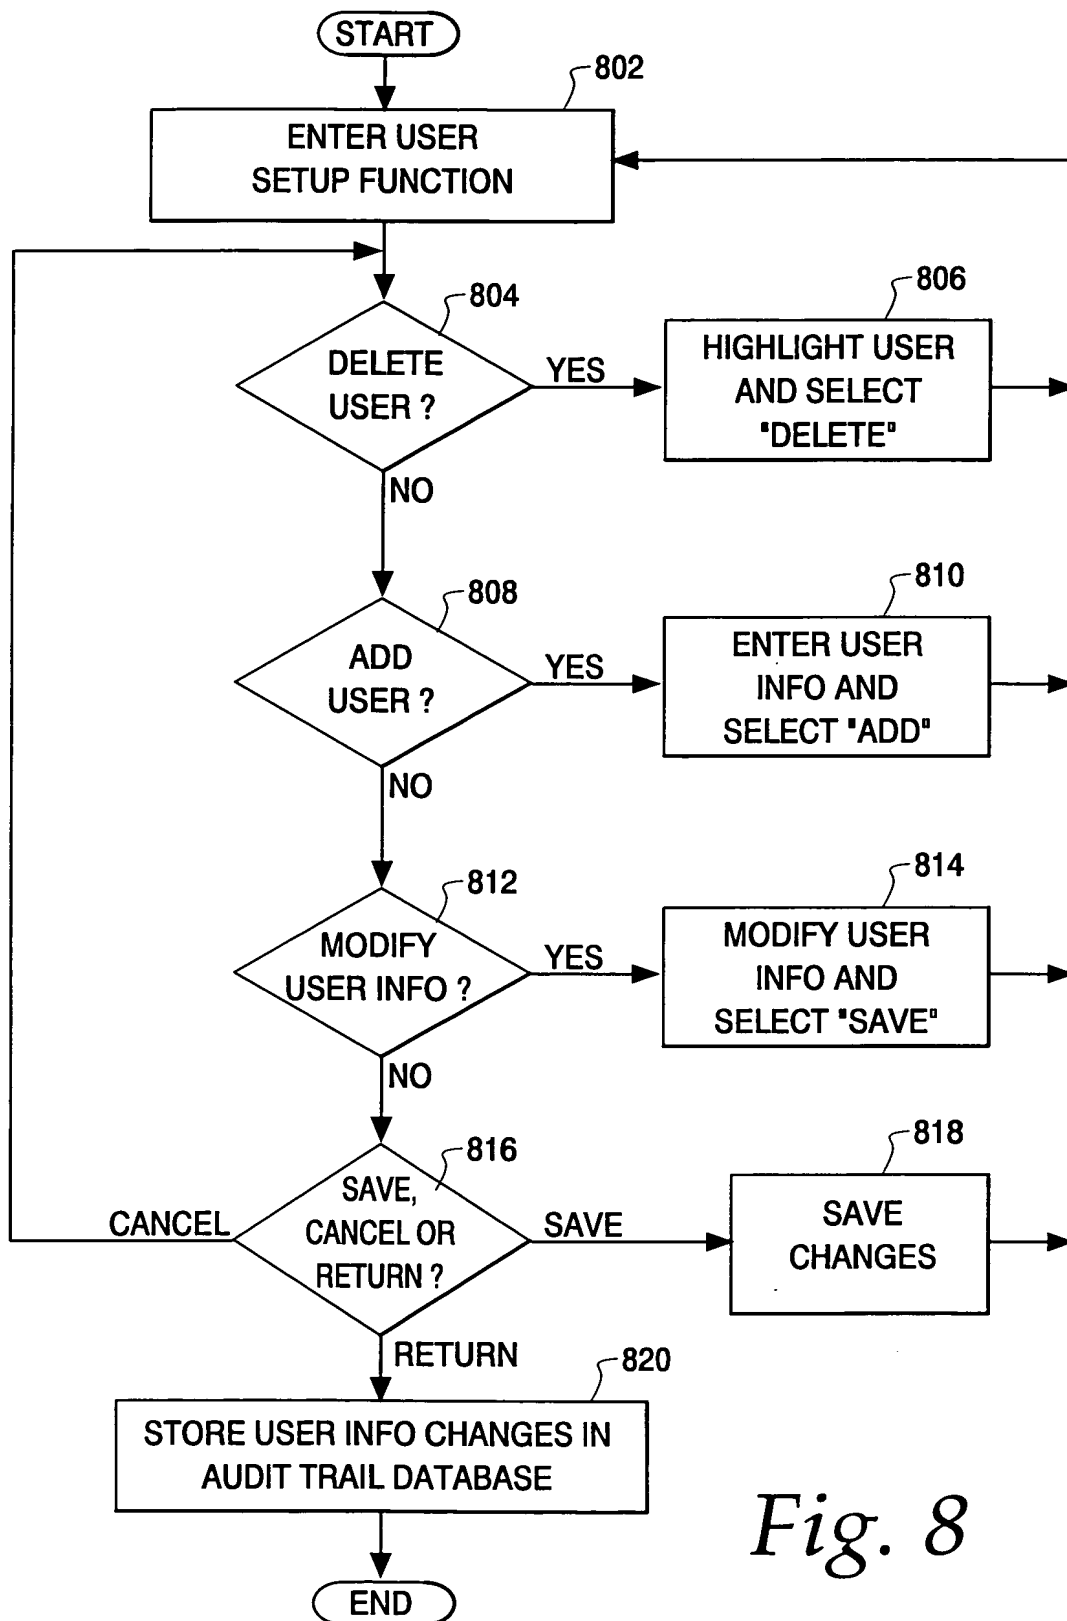 START
802
ENTER USER
SETUP FUNCTION
804
DELETE
USER ?
YES
806
HIGHLIGHT USER
AND SELECT
"DELETE"
NO
808
ADD
USER ?
YES
810
ENTER USER
INFO AND
SELECT "ADD"
NO
812
MODIFY
USER INFO ?
YES
814
MODIFY USER
INFO AND
SELECT "SAVE"
NO
816
SAVE,
CANCEL OR
RETURN ?
CANCEL
SAVE
818
SAVE
CHANGES
RETURN
820
STORE USER INFO CHANGES IN
AUDIT TRAIL DATABASE
END
Fig. 8